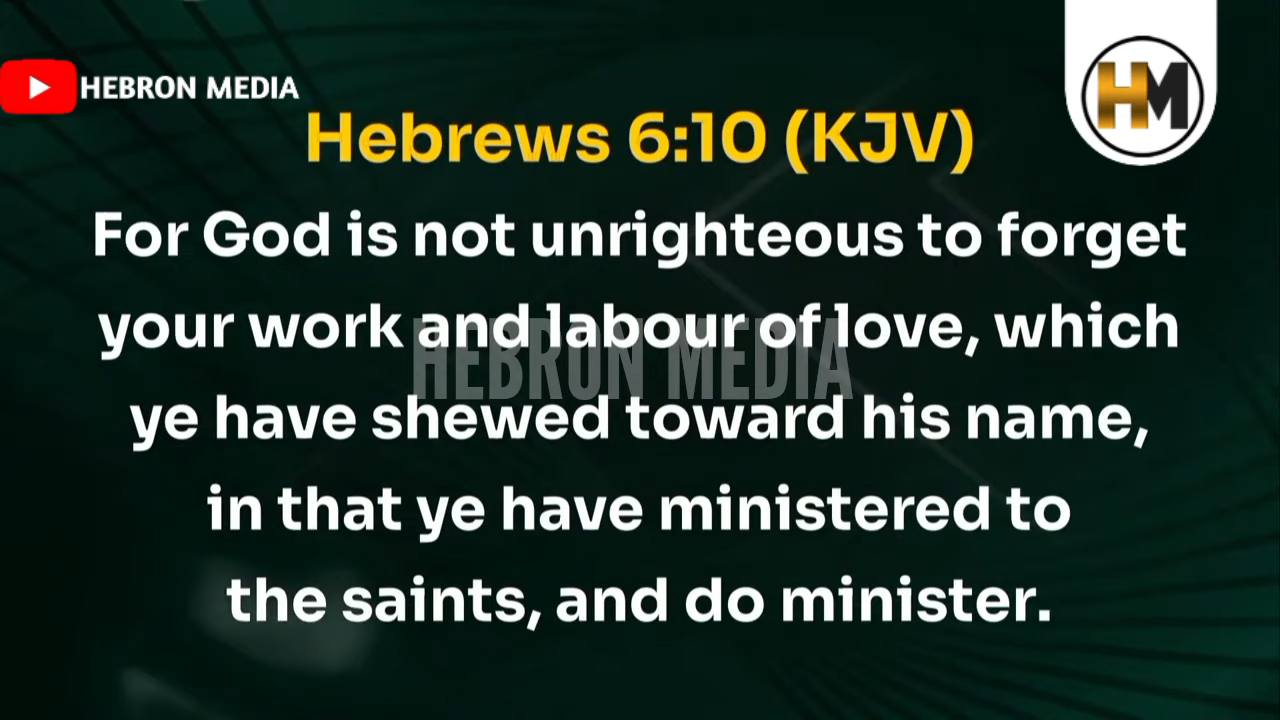 HEBRON MEDIA
HM
Hebrews 6:10 (KJV)
For God is not unrighteous to forget
your work and labour of love, which
HEBRON MEDIA
ye have shewed toward his name,
in that ye have ministered to
the saints, and do minister.